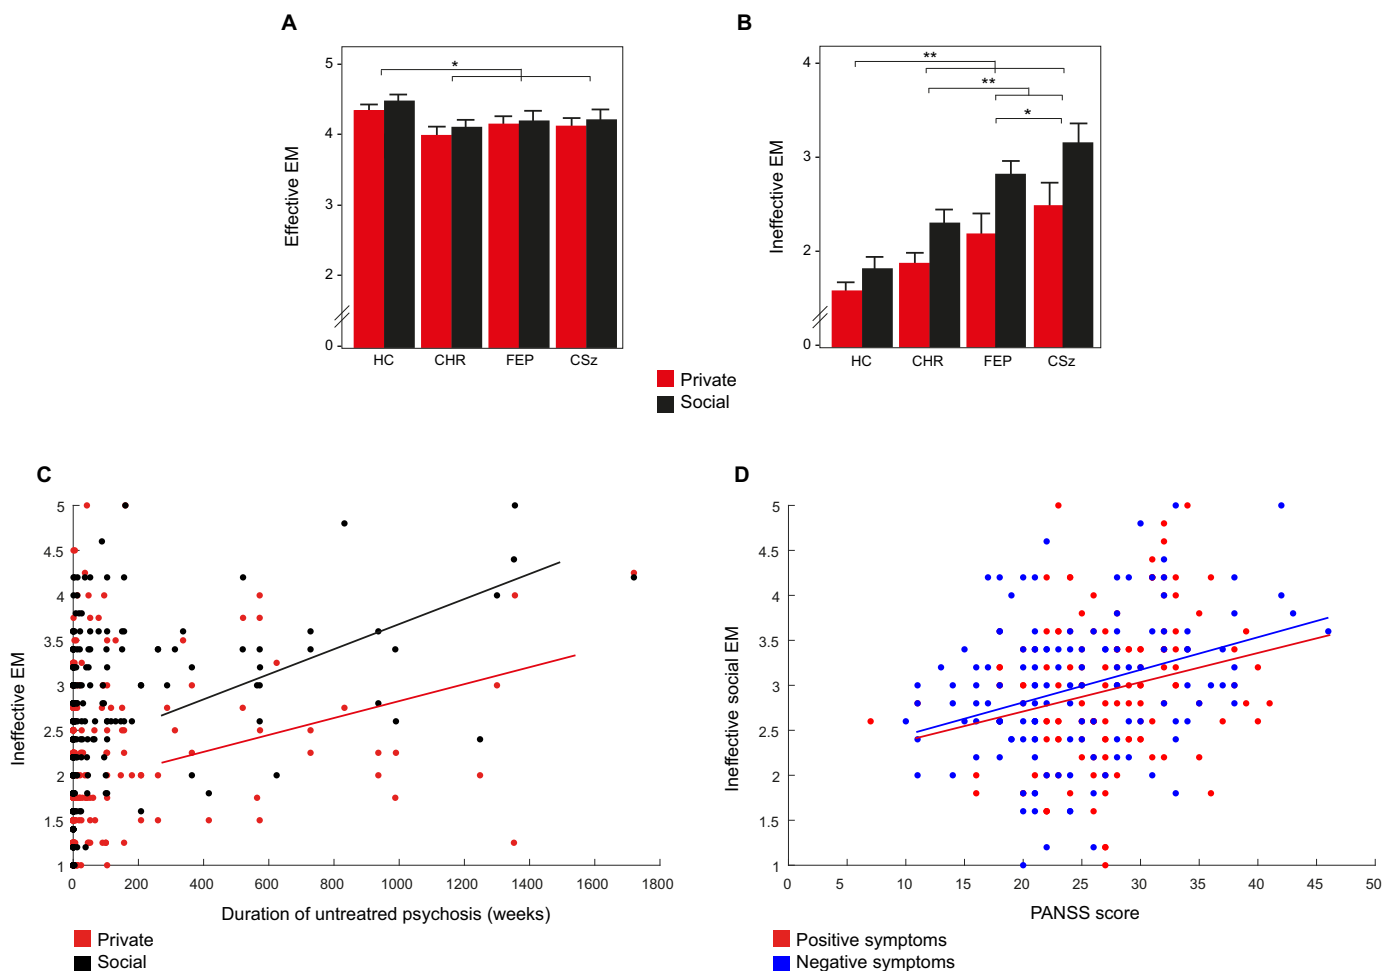 A
B
Effective EM
5
4
3
2
0
*
HC
CHR
FEP
CSz
Ineffective EM
4
3
2
0
**
**
*
HC
CHR
FEP
CSz
Private
Social
C
Ineffective EM
5
4.5
4
3.5
3
2.5
2
1.5
1
0
200
400
600
800
1000
1200
1400
1600
1800
Duration of untreatred psychosis (weeks)
Private
Social
D
Ineffective social EM
5
4.5
4
3.5
3
2.5
2
1.5
1
0
5
10
15
20
25
30
35
40
45
50
PANSS score
Positive symptoms
Negative symptoms